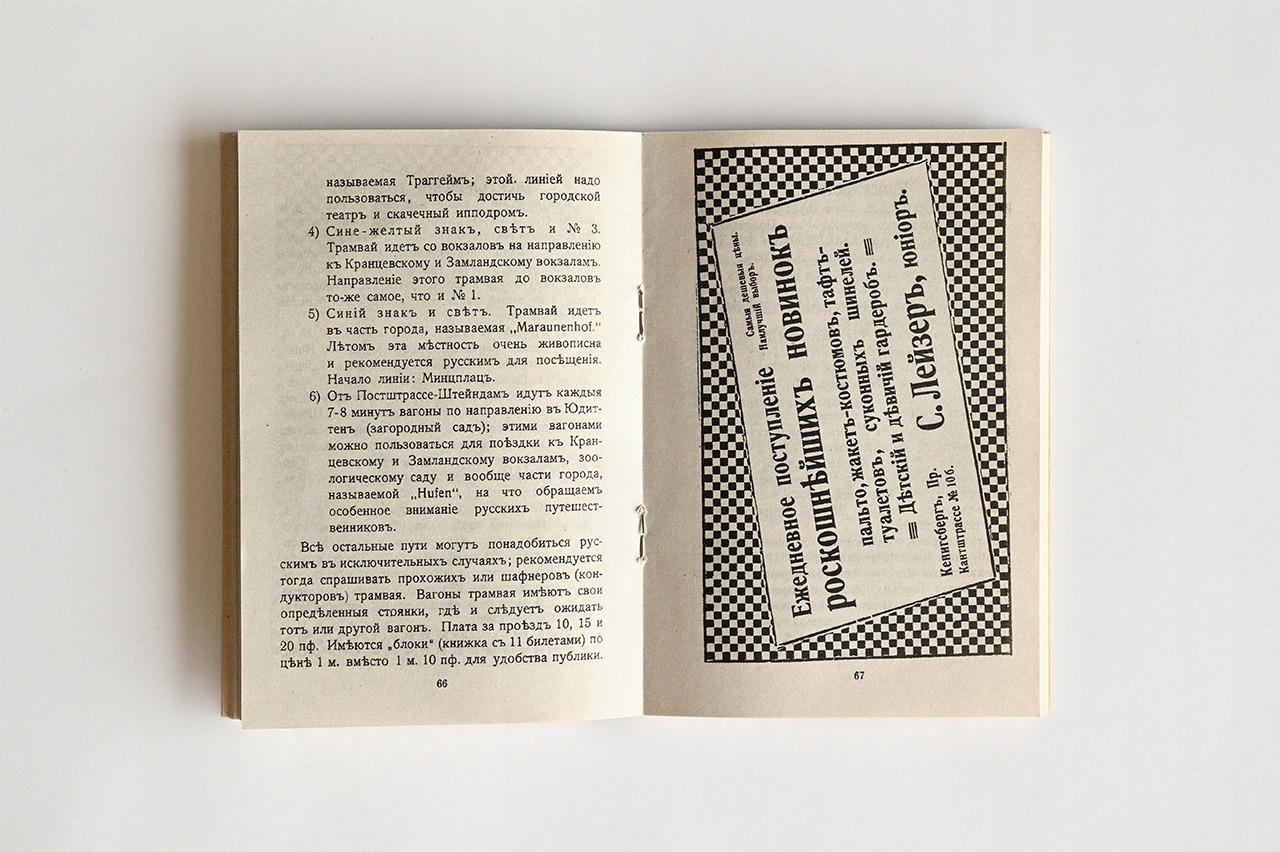 называемая Траггеймъ; этой. линіей надо
пользоваться, чтобы достичь городской
театръ и скачечный ипподромъ.
4) Сине-желтый знакъ, свѣтъ и № 3.
Трамвай идетъ со вокзаловъ на направленію
къ Кранцевскому и Замландскому вокзаламъ.
Направленіе этого трамвая до вокзаловъ
то-же самое, что и № 1.
5) Синій знакъ и свѣтъ. Трамвай идетъ
въ часть города, называемая „Maraunenhof.“
Лѣтомъ эта мѣстность очень живописна
и рекомендуется русскимъ для посѣщенія.
Начало линіи: Минцплацъ.
6) Отъ Постштрассе-Штейндамъ идутъ каждыя
7-8 минутъ вагоны по направленію въ Юдит-
тенъ (загородный садъ); этими вагонами
можно пользоваться для поѣздки къ Кран-
цевскому и Замландскому вокзаламъ, зоо-
логическому саду и вообще части города,
называемой „Hufen“, на что обращаемъ
особенное вниманіе русскихъ путешест-
венниковъ.
Всѣ остальные пути могутъ понадобиться рус-
скимъ въ исключительныхъ случаяхъ; рекомендуется
тогда спрашивать прохожихъ или шафнеровъ (кон-
дукторовъ) трамвая. Вагоны трамвая имѣютъ свои
опредѣленныя стоянки, гдѣ и слѣдуетъ ожидать
тотъ или другой вагонъ. Плата за проѣздъ 10, 15 и
20 пф. Имѣются „блоки“ (книжка съ 11 билетами) по
цѣнѣ 1 м. вмѣсто 1 м. 10 пф. для удобства публики.
66
Самыя дешевыя цѣны.
Наилучшій выборъ.
Ежедневное поступленіе
роскошнѣйшихъ новинокъ
пальто, жакетъ-костюмовъ, тафтъ-
туалетовъ, суконныхъ шинелей.
≡ Дѣтскій и дѣвичій гардеробъ. ≡
С. Лейзеръ, юніоръ.
Кенигсбергъ, Пр.
Кантштрассе № 10б.
67